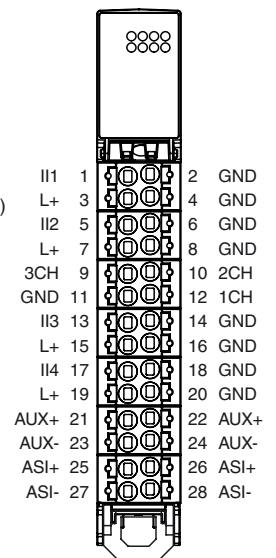 II1 1 2 GND
) L+ 3 4 GND
II2 5 6 GND
L+ 7 8 GND
3CH 9 10 2CH
GND 11 12 1CH
II3 13 14 GND
L+ 15 16 GND
II4 17 18 GND
L+ 19 20 GND
AUX+ 21 22 AUX+
AUX- 23 24 AUX-
ASI+ 25 26 ASI+
ASI- 27 28 ASI-